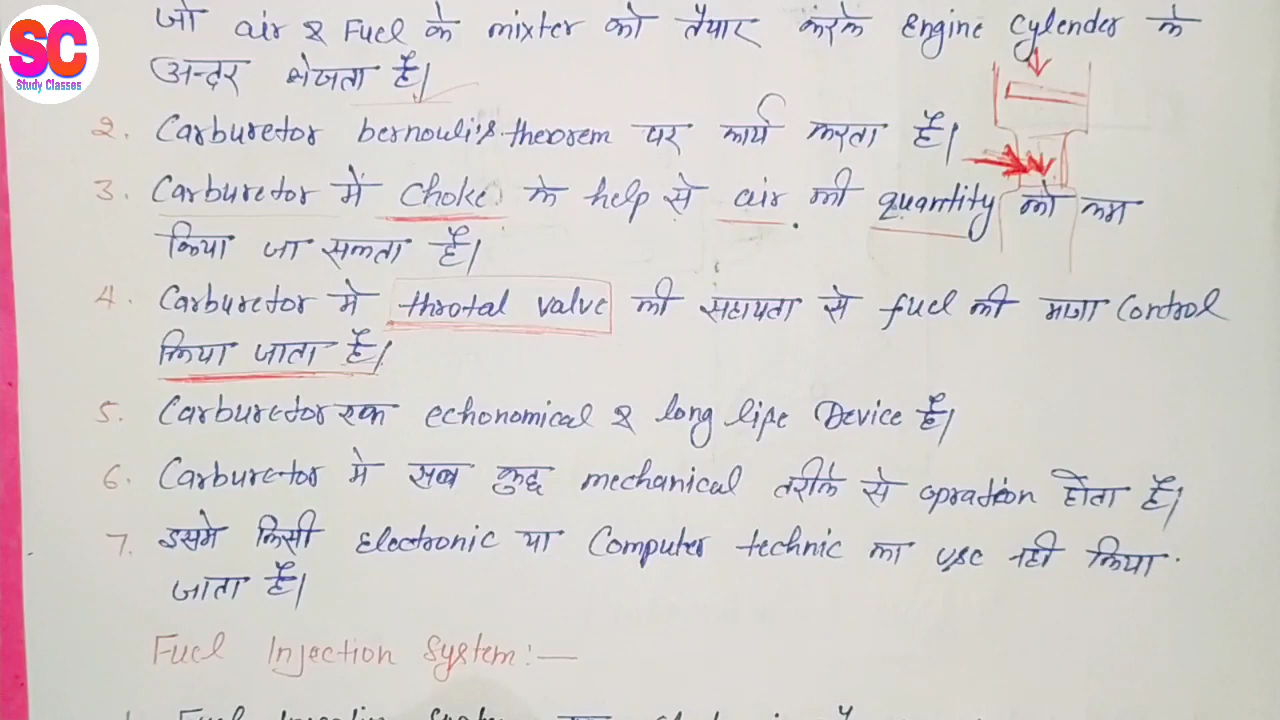 SC
Study Classes
जो air & Fuel के mixter को तैयार करके Engine Cylender के
अन्दर भेजता है।
2. Carburetor bernouli's theorem पर कार्य करता है।
3. Carburetor में choke के help से air की quantity को कम
किया जा सकता है।
4. Carburetor मे throtal valve की सहायता से fuel की मात्रा Control
किया जाता है।
5. Carburetor एक echonomical & long life Device है।
6. Carburetor मे सब कुछ mechanical तरीके से opration होता है।
7. इसमे किसी Electronic या Computer technic का use नही किया
जाता है।
Fuel Injection System:—